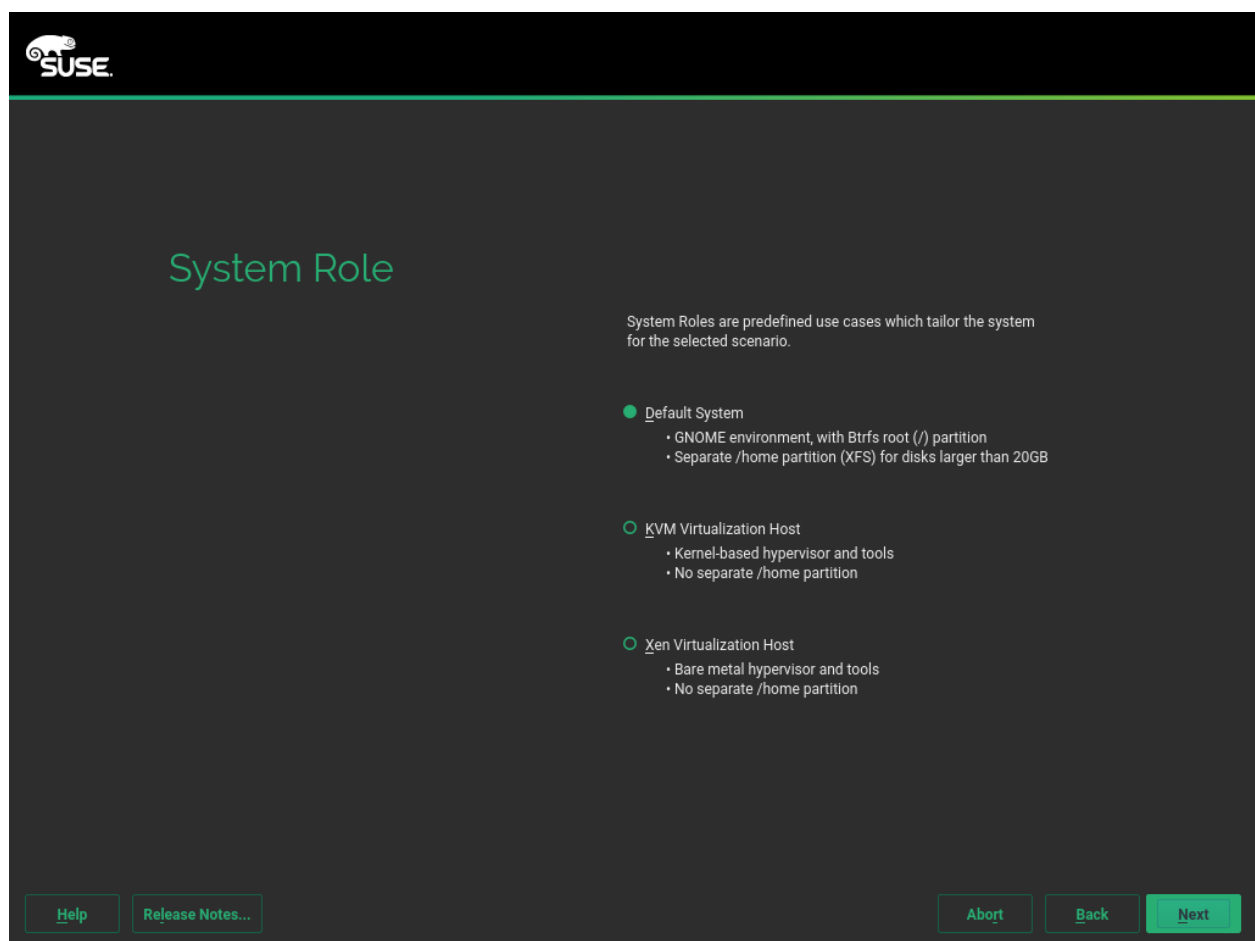 SUSE.
System Role
System Roles are predefined use cases which tailor the system
for the selected scenario.
Default System
• GNOME environment, with Btrfs root (/) partition
• Separate /home partition (XFS) for disks larger than 20GB
KVM Virtualization Host
• Kernel-based hypervisor and tools
• No separate /home partition
Xen Virtualization Host
• Bare metal hypervisor and tools
• No separate /home partition
Help Release Notes... Abort Back Next